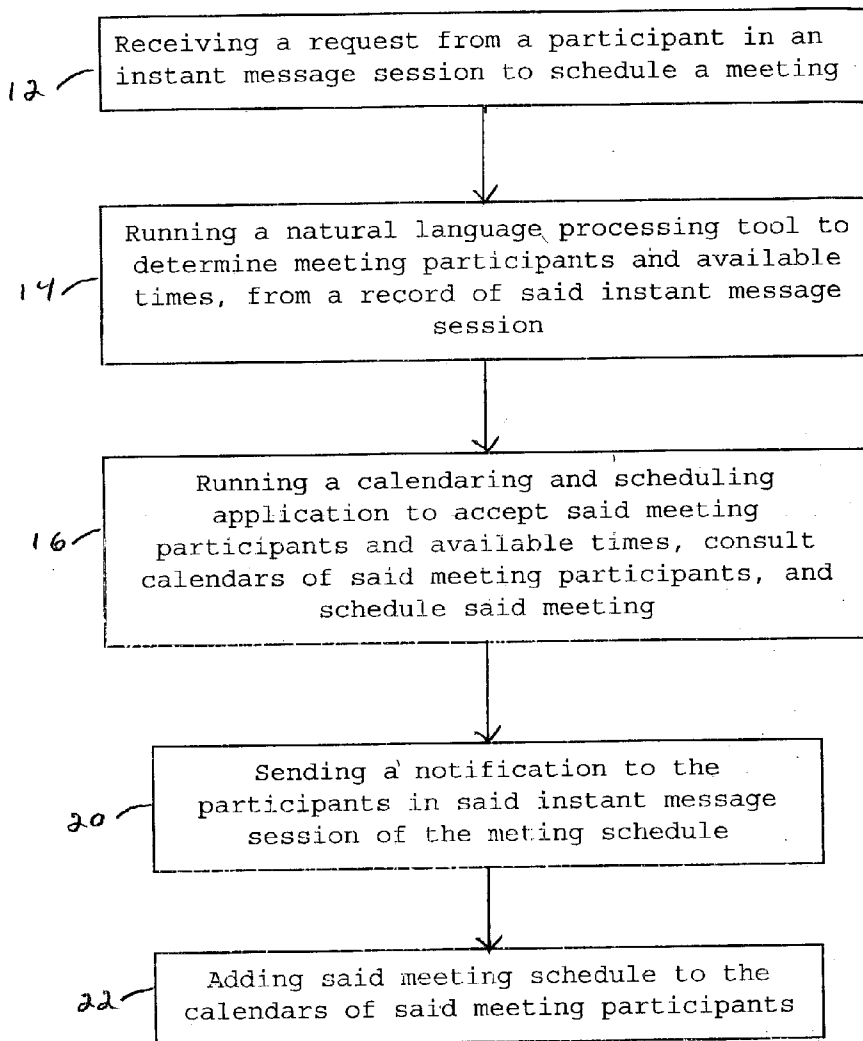 Receiving a request from a participant in an
instant message session to schedule a meeting
12
Running a natural language processing tool to
determine meeting participants and available
times, from a record of said instant message
session
14
Running a calendaring and scheduling
application to accept said meeting
participants and available times, consult
calendars of said meeting participants, and
schedule said meeting
16
Sending a notification to the
participants in said instant message
session of the meting schedule
20
Adding said meeting schedule to the
calendars of said meeting participants
22